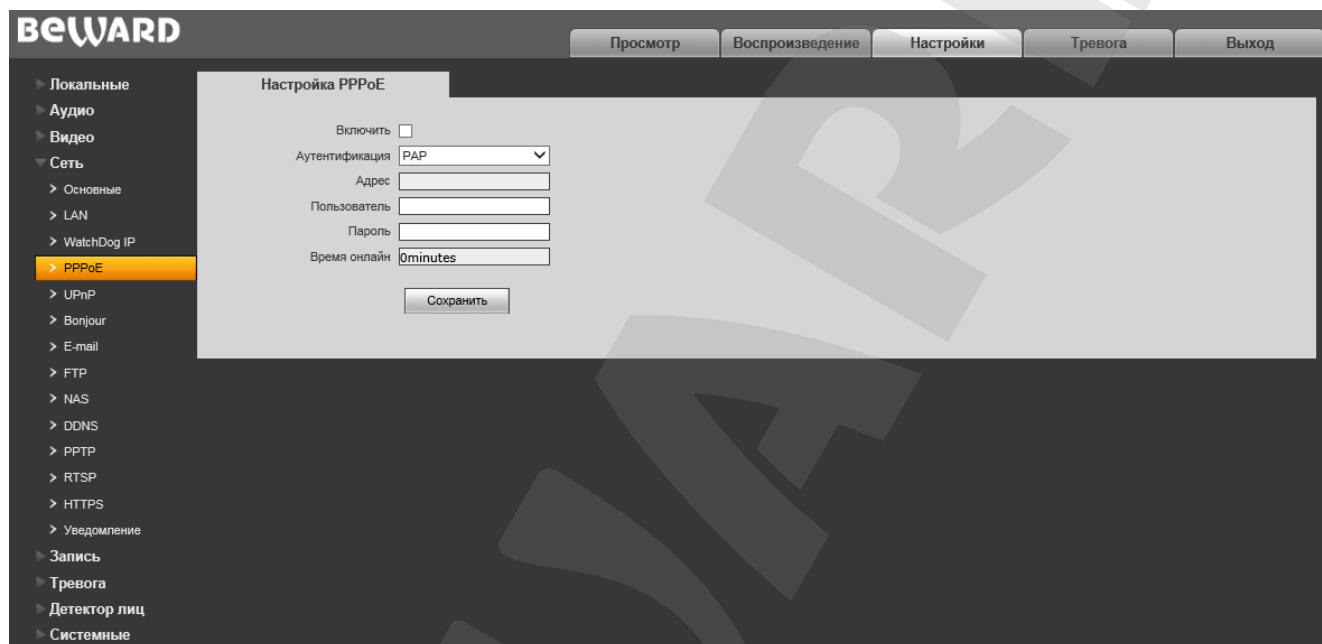 BEWARD
Просмотр
Воспроизведение
Настройки
Тревога
Выход
Локальные
Аудио
Видео
Сеть
Основные
LAN
WatchDog IP
PPPoE
UPnP
Bonjour
E-mail
FTP
NAS
DDNS
PPTP
RTSP
HTTPS
Уведомление
Запись
Тревога
Детектор лиц
Системные
Настройка PPPoE
Включить
Аутентификация PAP
Адрес
Пользователь
Пароль
Время онлайн 0minutes
Сохранить